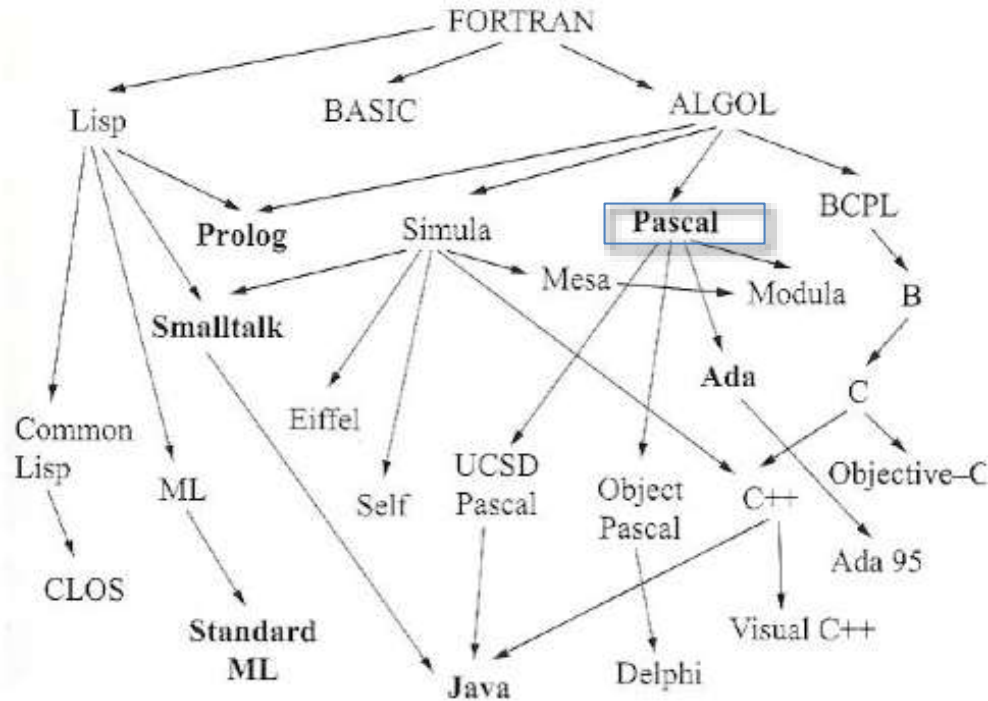 FORTRAN
Lisp
BASIC
ALGOL
Prolog
Simula
Pascal
BCPL
Mesa
Modula
B
Smalltalk
Ada
C
Eiffel
Common
Lisp
ML
Self
UCSD
Pascal
Object
Pascal
C++
Objective–C
Ada 95
CLOS
Standard
ML
Visual C++
Java
Delphi